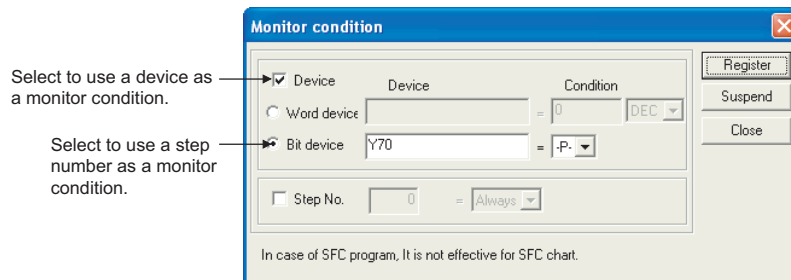 Monitor condition
Select to use a device as
a monitor condition.
Device
Device
Condition
Register
Word device
=
0
DEC
Suspend
Select to use a step
number as a monitor
condition.
Bit device
Y70
=
-P-
Close
Step No.
0
=
Always
In case of SFC program, It is not effective for SFC chart.